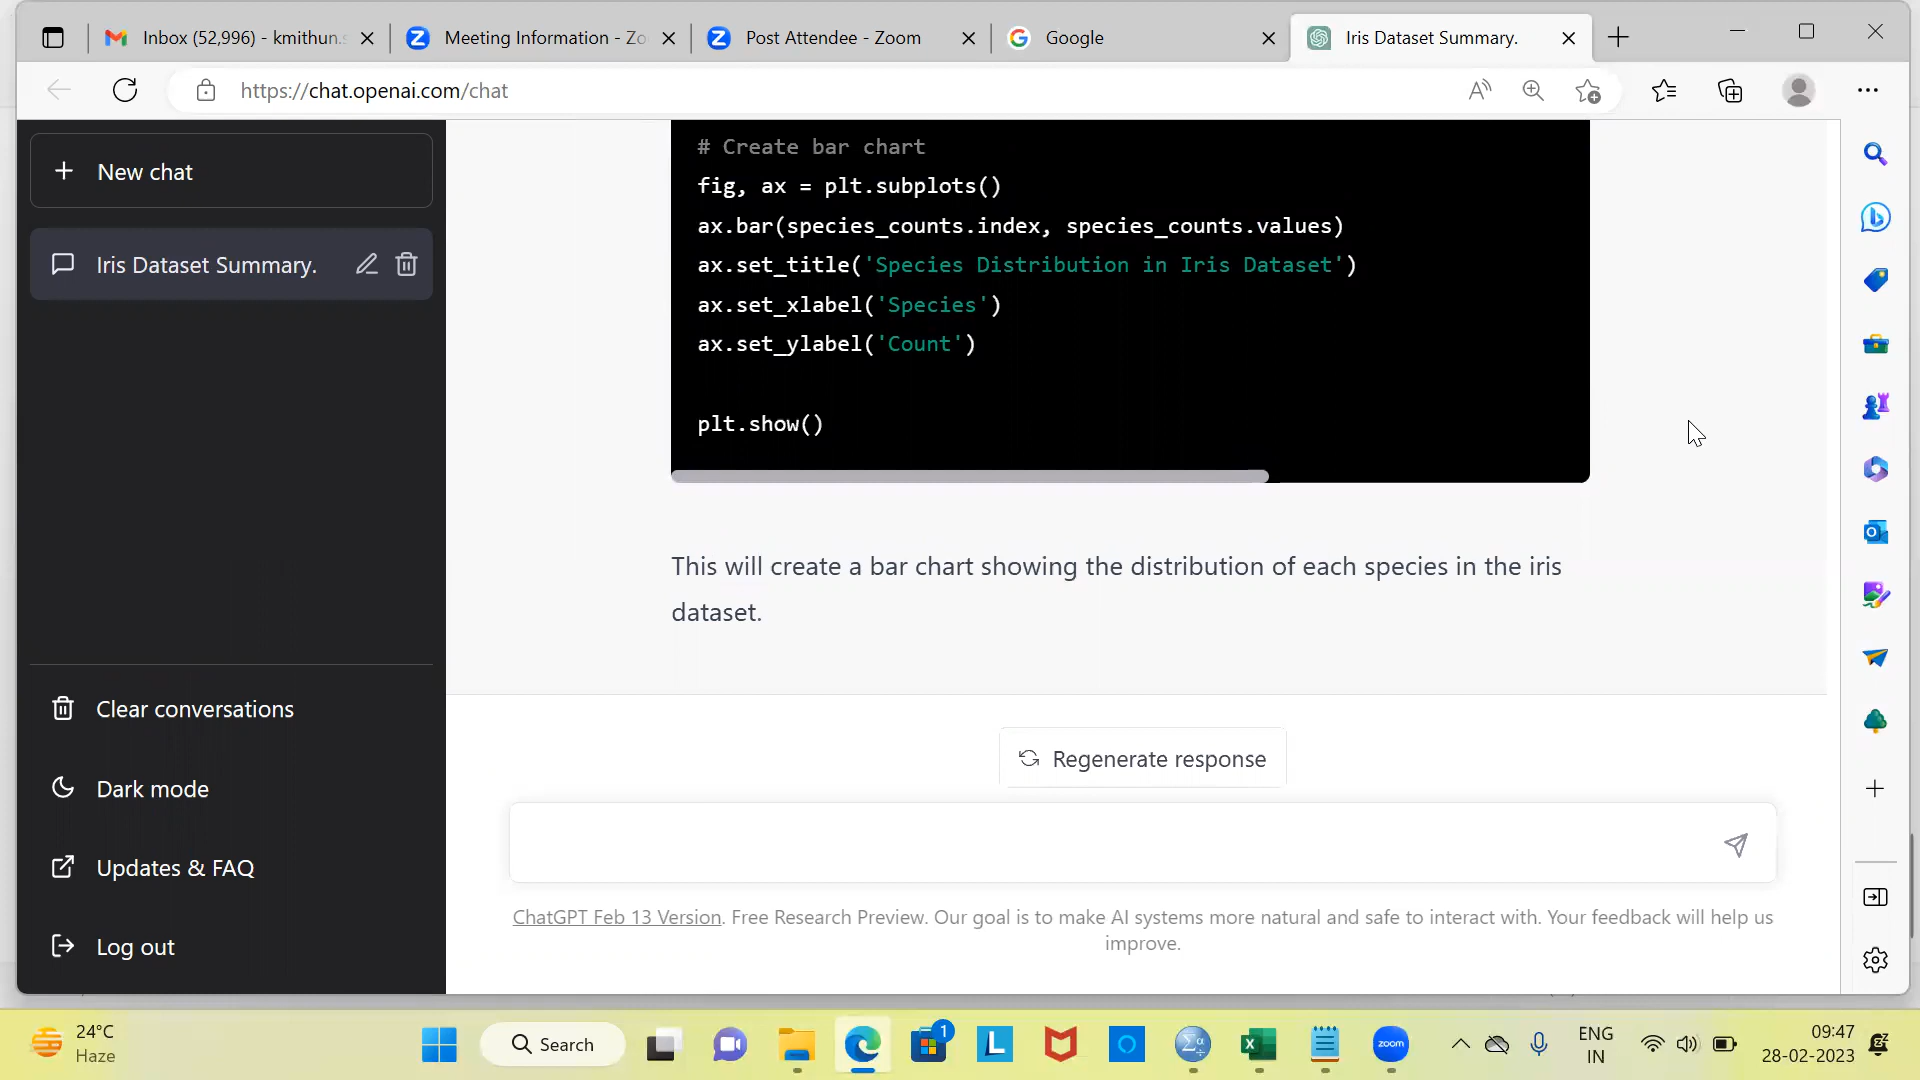 Inbox (52,996) - kmithun.s
Meeting Information - Zo
Post Attendee - Zoom
Google
Iris Dataset Summary.
https://chat.openai.com/chat
New chat
Iris Dataset Summary.
Clear conversations
Dark mode
Updates & FAQ
Log out
# Create bar chart
fig, ax = plt.subplots()
ax.bar(species_counts.index, species_counts.values)
ax.set_title('Species Distribution in Iris Dataset')
ax.set_xlabel('Species')
ax.set_ylabel('Count')
plt.show()
This will create a bar chart showing the distribution of each species in the iris
dataset.
Regenerate response
ChatGPT Feb 13 Version. Free Research Preview. Our goal is to make AI systems more natural and safe to interact with. Your feedback will help us
improve.
24°C
Haze
Search
1
L
zoom
ENG
IN
09:47
28-02-2023